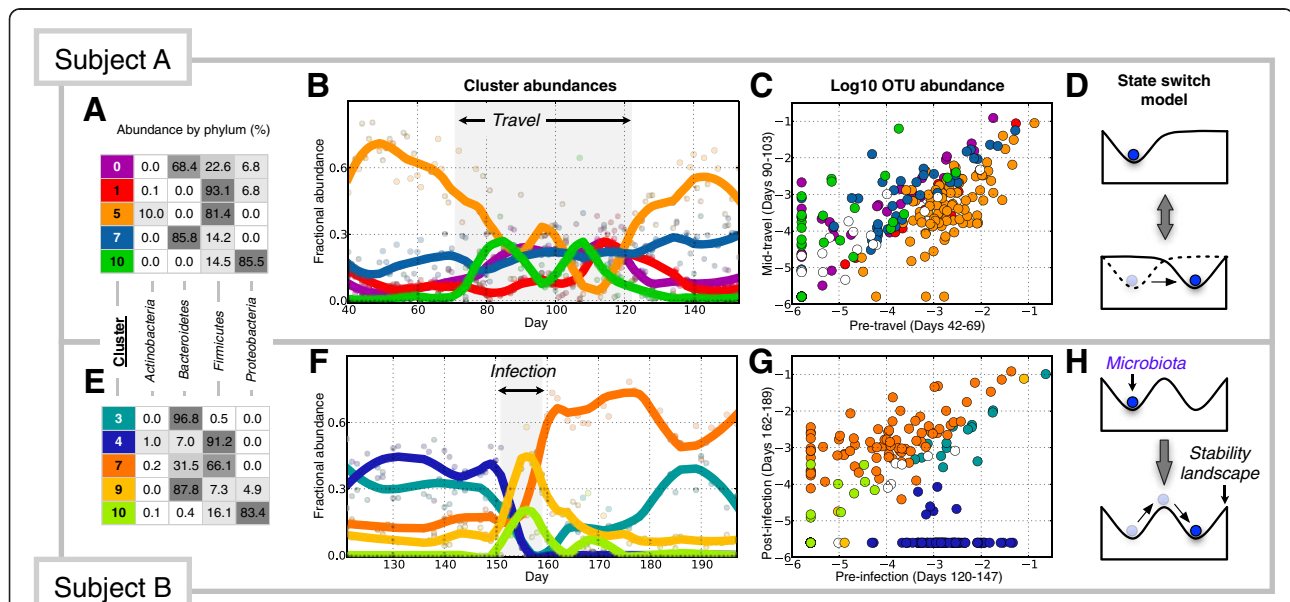 Subject A
A
Abundance by phylum (%)
0 0.0 68.4 22.6 6.8
1 0.1 0.0 93.1 6.8
5 10.0 0.0 81.4 0.0
7 0.0 85.8 14.2 0.0
10 0.0 0.0 14.5 85.5
Cluster
Actinobacteria
Bacteroidetes
Firmicutes
Proteobacteria
B
Cluster abundances
Travel
Fractional abundance
0.6
0.3
0.0
40 60 80 100 120 140
Day
C
Log10 OTU abundance
Mid-travel (Days 90-103)
−1
−2
−3
−4
−5
−6
−6 −5 −4 −3 −2 −1
Pre-travel (Days 42-69)
D
State switch
model
E
3 0.0 96.8 0.5 0.0
4 1.0 7.0 91.2 0.0
7 0.2 31.5 66.1 0.0
9 0.0 87.8 7.3 4.9
10 0.1 0.4 16.1 83.4
F
Infection
Fractional abundance
0.6
0.3
0.0
130 140 150 160 170 180 190
Day
G
Post-infection (Days 162-189)
−1
−2
−3
−4
−5
−6
−6 −5 −4 −3 −2 −1
Pre-infection (Days 120-147)
H
Microbiota
Stability
landscape
Subject B